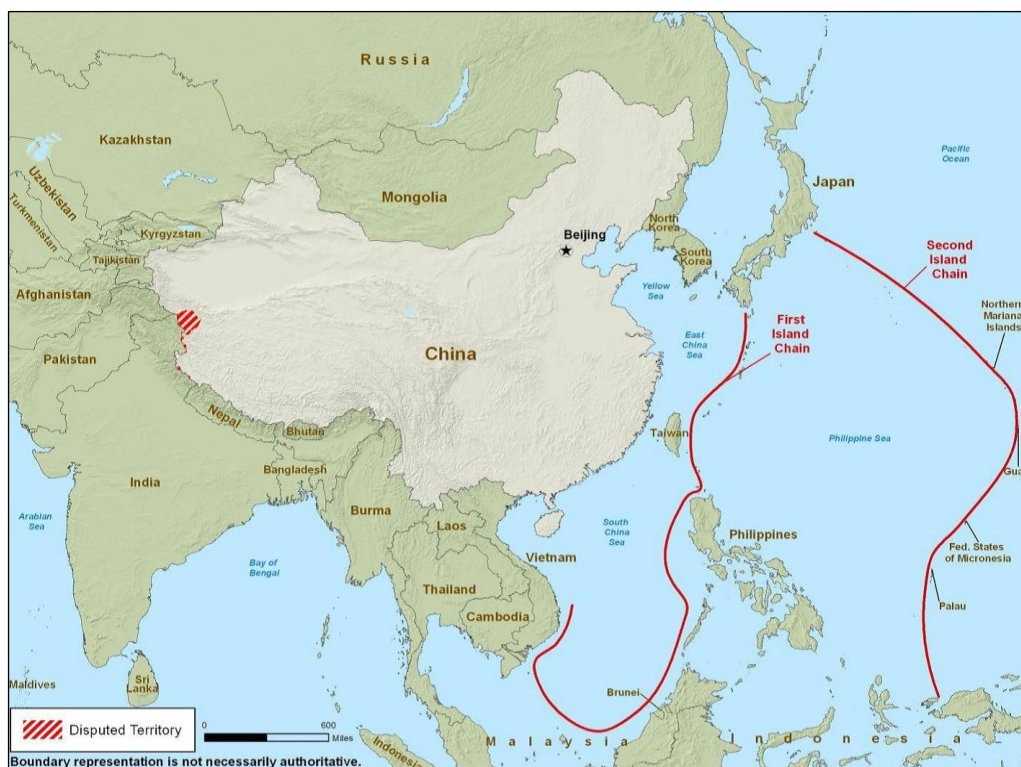 Russia
Kazakhstan
Uzbekistan
Turkmenistan
Mongolia
Pacific
Ocean
Japan
Kyrgyzstan
Tajikistan
Beijing
North
Korea
South
Korea
Second
Island
Chain
Afghanistan
Yellow
Sea
Northern
Mariana
Islands
Pakistan
China
East
China
Sea
First
Island
Chain
Nepal
Bhutan
Taiwan
Philippine Sea
Bangladesh
India
Burma
Gua
Arabian
Sea
Laos
South
China
Sea
Vietnam
Philippines
Fed. States
of Micronesia
Bay of
Bengal
Thailand
Cambodia
Palau
Maldives
Sri
Lanka
Brunei
Disputed Territory
0 600
Miles
Malaysia
Indonesia
Indonesia
Boundary representation is not necessarily authoritative.